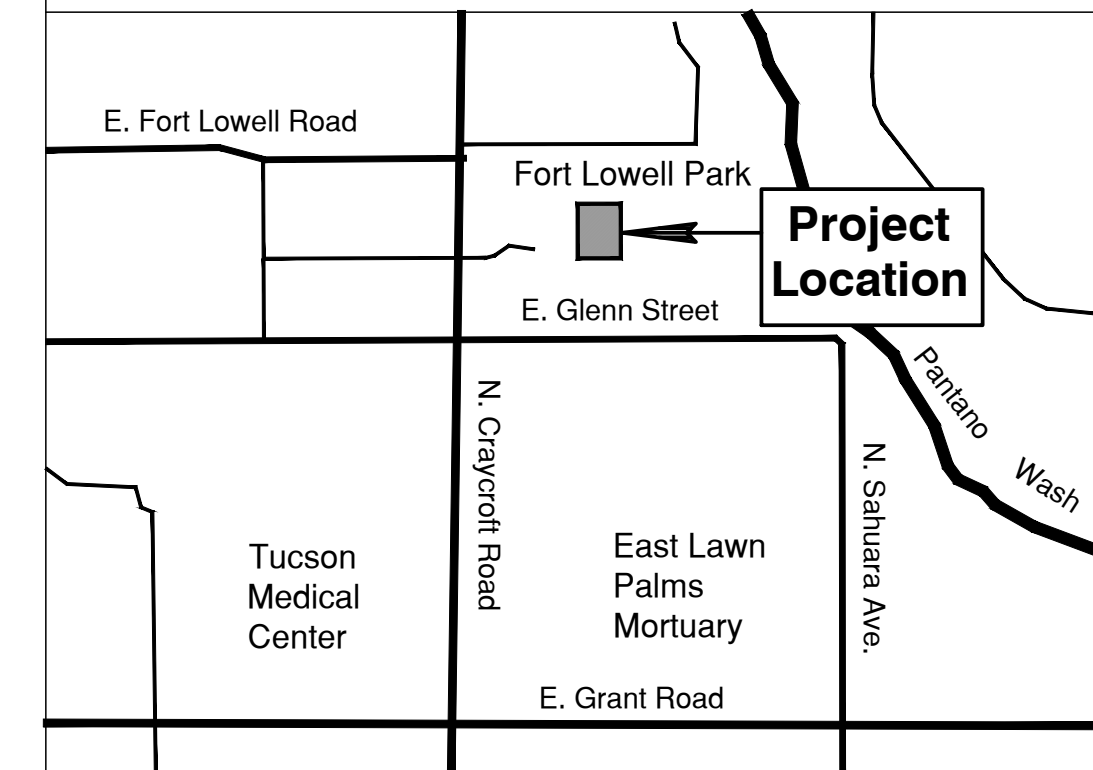 E. Fort Lowell Road
Fort Lowell Park
Project
Location
E. Glenn Street
Pantano
Wash
N. Craycroft Road
N. Sahuara Ave.
Tucson
Medical
Center
East Lawn
Palms
Mortuary
E. Grant Road